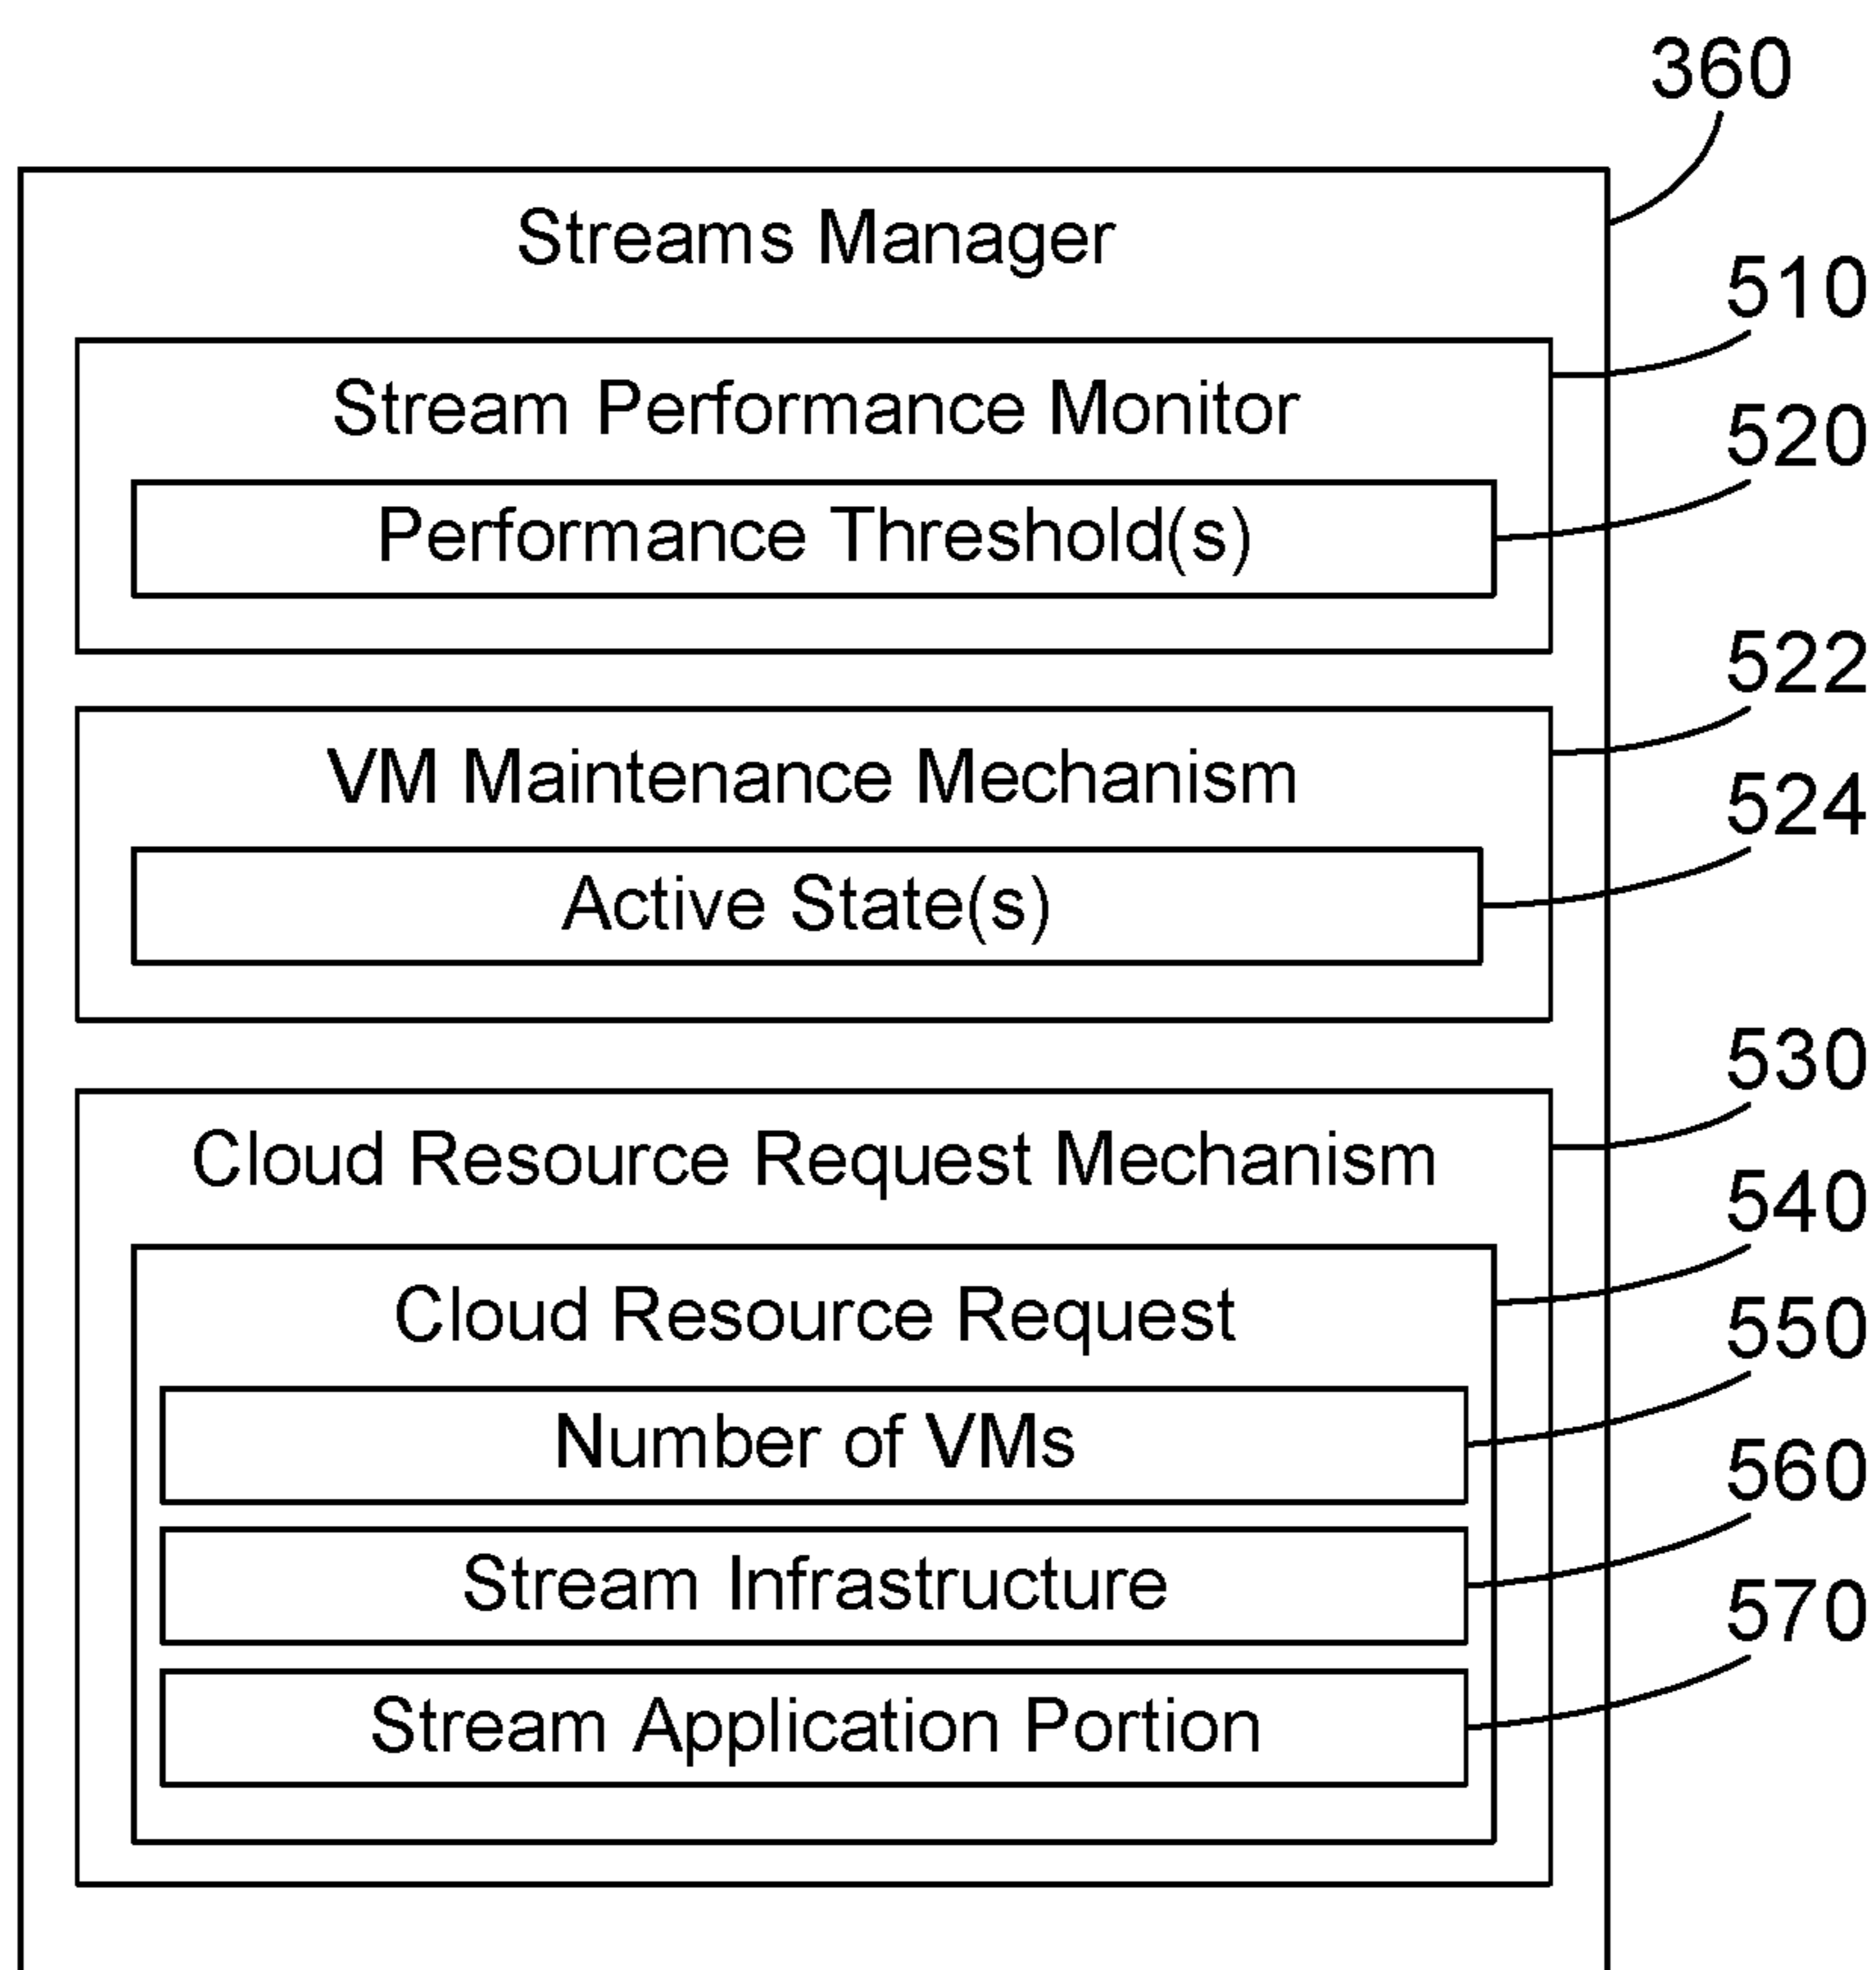 360
Streams Manager
510
Stream Performance Monitor
520
Performance Threshold(s)
522
VM Maintenance Mechanism
524
Active State(s)
530
Cloud Resource Request Mechanism
540
Cloud Resource Request
550
Number of VMs
560
Stream Infrastructure
570
Stream Application Portion